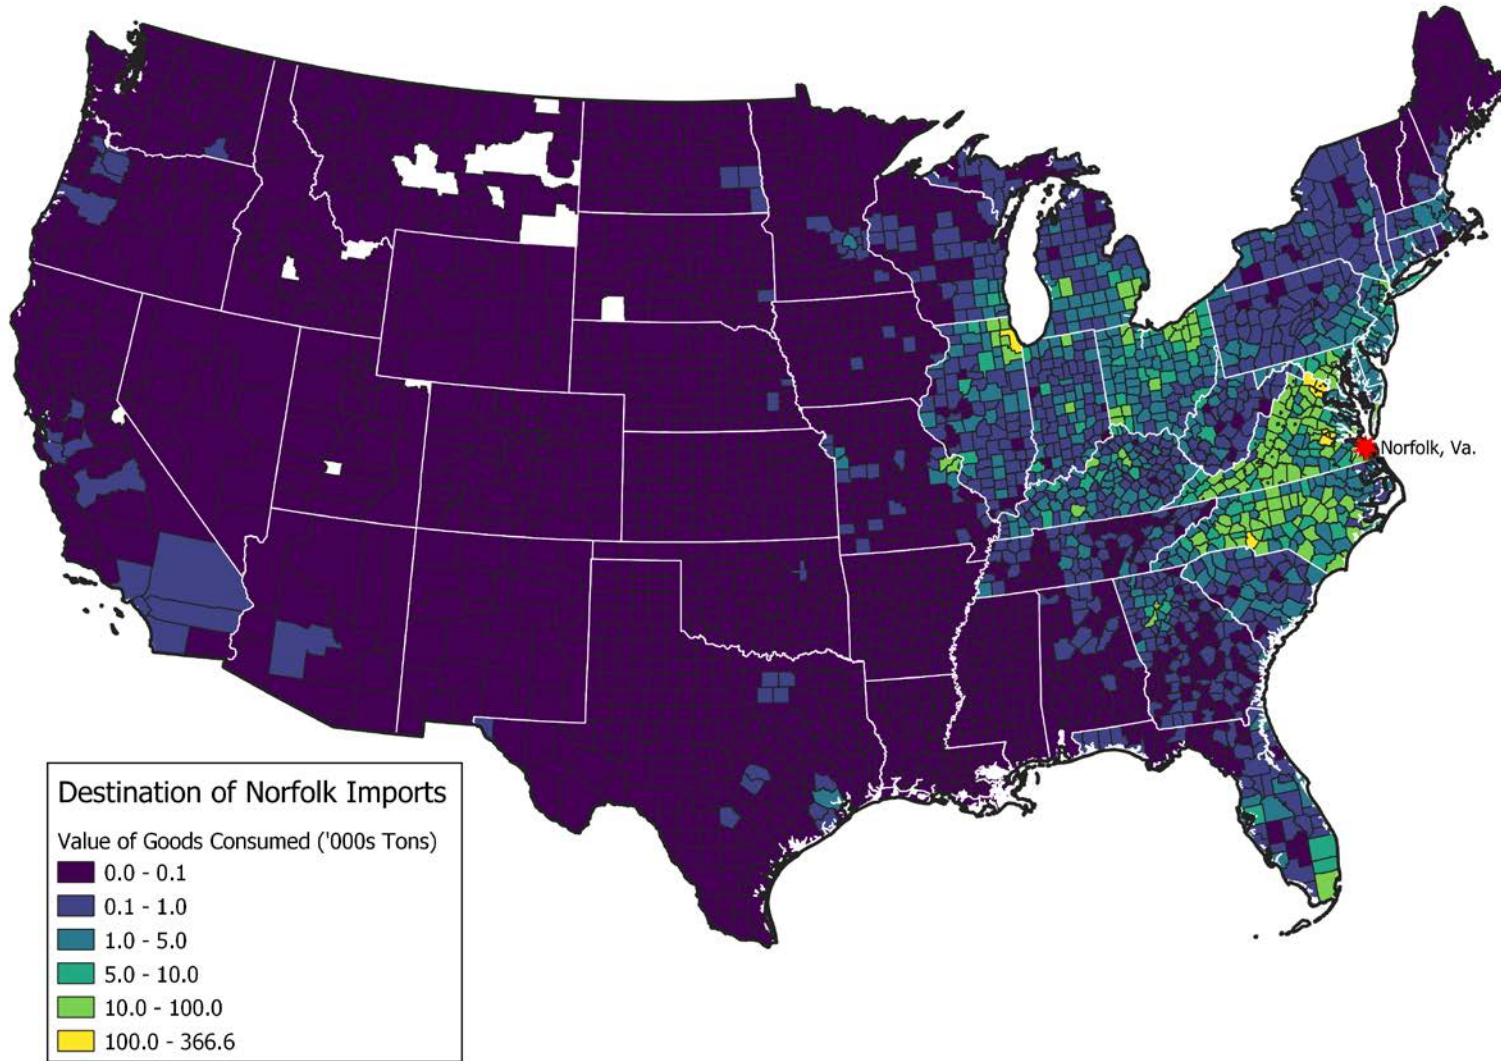 Norfolk, Va.
Destination of Norfolk Imports
Value of Goods Consumed ('000s Tons)
0.0 - 0.1
0.1 - 1.0
1.0 - 5.0
5.0 - 10.0
10.0 - 100.0
100.0 - 366.6